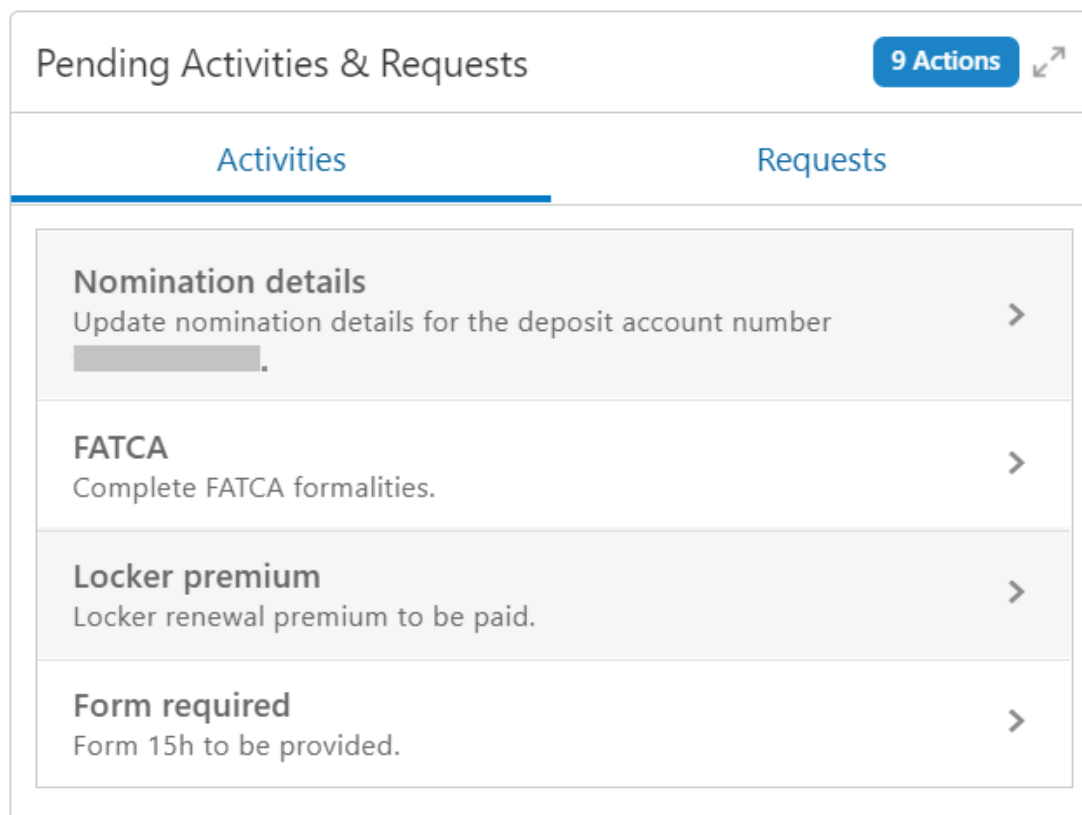 Pending Activities & Requests
9 Actions
Activities
Requests
Nomination details
Update nomination details for the deposit account number
.
FATCA
Complete FATCA formalities.
Locker premium
Locker renewal premium to be paid.
Form required
Form 15h to be provided.